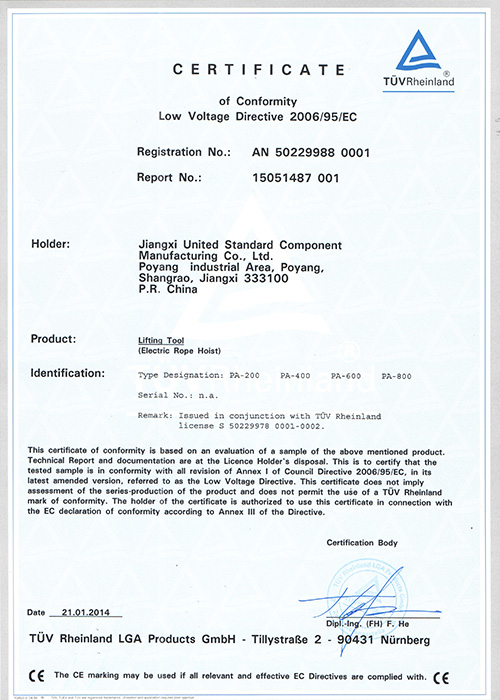 TÜVRheinland®
CERTIFICATE
of Conformity
Low Voltage Directive 2006/95/EC
Registration No.: AN 50229988 0001
Report No.: 15051487 001
Holder: Jiangxi United Standard Component
Manufacturing Co., Ltd.
Poyang industrial Area, Poyang,
Shangrao, Jiangxi 333100
P.R. China
Product: Lifting Tool
(Electric Rope Hoist)
Identification: Type Designation: PA-200 PA-400 PA-600 PA-800
Serial No.: n.a.
Remark: Issued in conjunction with TÜV Rheinland
license S 50229978 0001-0002.
This certificate of conformity is based on an evaluation of a sample of the above mentioned product.
Technical Report and documentation are at the Licence Holder's disposal. This is to certify that the
tested sample is in conformity with all revision of Annex I of Council Directive 2006/95/EC, in its
latest amended version, referred to as the Low Voltage Directive. This certificate does not imply
assessment of the series-production of the product and does not permit the use of a TÜV Rheinland
mark of conformity. The holder of the certificate is authorized to use this certificate in connection with
the EC declaration of conformity according to Annex III of the Directive.
Certification Body
Date 21.01.2014
Dipl.-Ing. (FH) F. He
TÜV Rheinland LGA Products GmbH - Tillystraße 2 - 90431 Nürnberg
CE The CE marking may be used if all relevant and effective EC Directives are complied with. CE